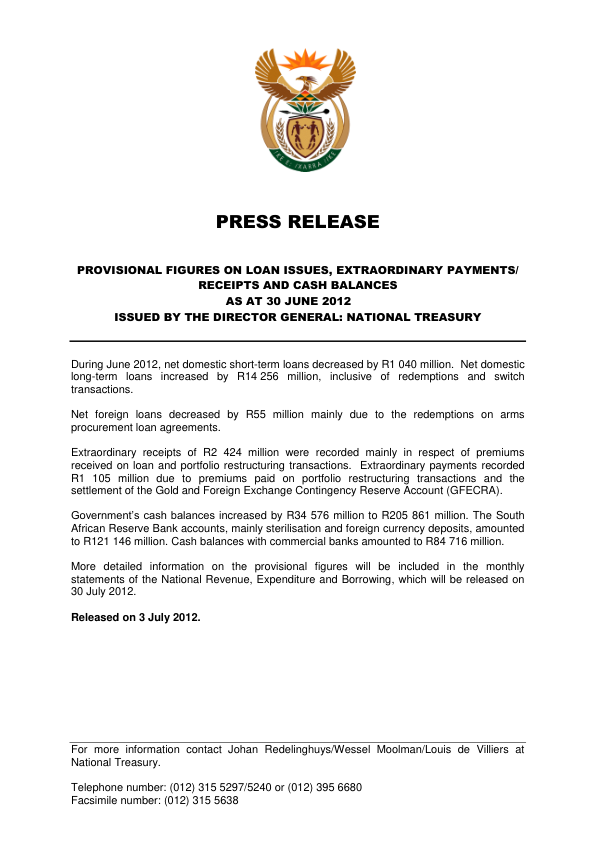 !KE E: /XARRA //KE
PRESS RELEASE
PROVISIONAL FIGURES ON LOAN ISSUES, EXTRAORDINARY PAYMENTS/
RECEIPTS AND CASH BALANCES
AS AT 30 JUNE 2012
ISSUED BY THE DIRECTOR GENERAL: NATIONAL TREASURY
During June 2012, net domestic short-term loans decreased by R1 040 million. Net domestic
long-term loans increased by R14 256 million, inclusive of redemptions and switch
transactions.
Net foreign loans decreased by R55 million mainly due to the redemptions on arms
procurement loan agreements.
Extraordinary receipts of R2 424 million were recorded mainly in respect of premiums
received on loan and portfolio restructuring transactions. Extraordinary payments recorded
R1 105 million due to premiums paid on portfolio restructuring transactions and the
settlement of the Gold and Foreign Exchange Contingency Reserve Account (GFECRA).
Government's cash balances increased by R34 576 million to R205 861 million. The South
African Reserve Bank accounts, mainly sterilisation and foreign currency deposits, amounted
to R121 146 million. Cash balances with commercial banks amounted to R84 716 million.
More detailed information on the provisional figures will be included in the monthly
statements of the National Revenue, Expenditure and Borrowing, which will be released on
30 July 2012.
Released on 3 July 2012.
For more information contact Johan Redelinghuys/Wessel Moolman/Louis de Villiers at
National Treasury.
Telephone number: (012) 315 5297/5240 or (012) 395 6680
Facsimile number: (012) 315 5638